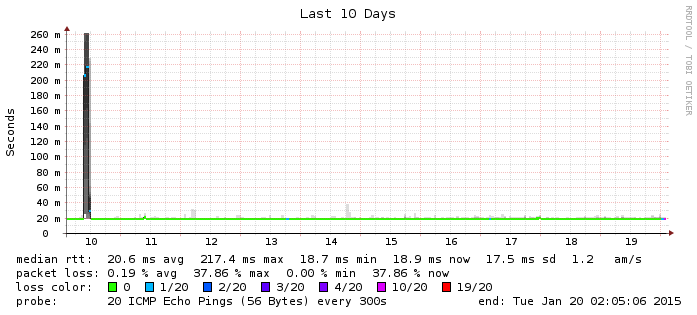 Last 10 Days
RRDTOOL / TOBI OETIKER
Seconds
260 m
240 m
220 m
200 m
180 m
160 m
140 m
120 m
100 m
80 m
60 m
40 m
20 m
0
10 11 12 13 14 15 16 17 18 19
median rtt: 20.6 ms avg 217.4 ms max 18.7 ms min 18.9 ms now 17.5 ms sd 1.2 am/s
packet loss: 0.19 % avg 37.86 % max 0.00 % min 37.86 % now
loss color: 0 1/20 2/20 3/20 4/20 10/20 19/20
probe: 20 ICMP Echo Pings (56 Bytes) every 300s end: Tue Jan 20 02:05:06 2015